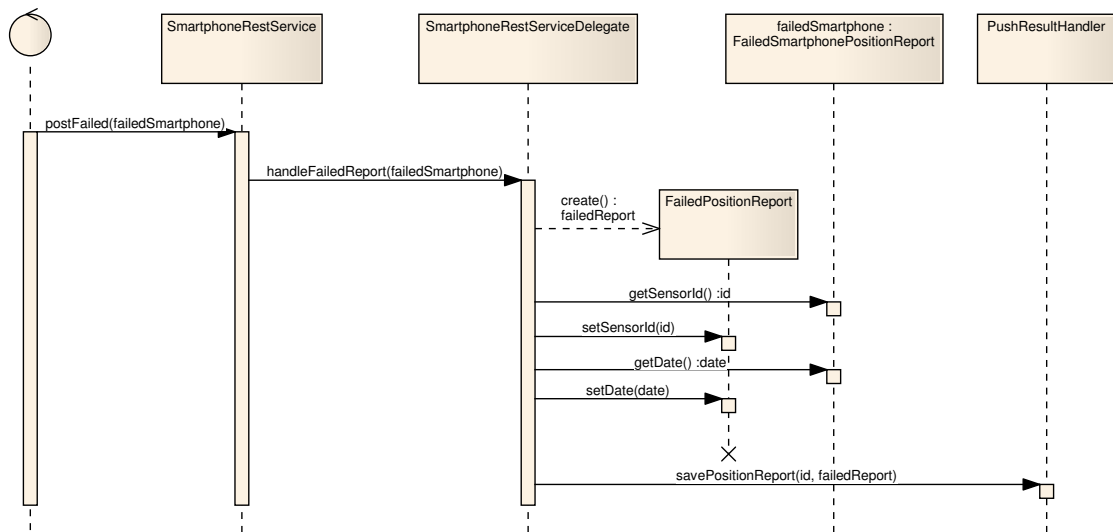 SmartphoneRestService
SmartphoneRestServiceDelegate
failedSmartphone :
FailedSmartphonePositionReport
PushResultHandler
postFailed(failedSmartphone)
handleFailedReport(failedSmartphone)
create() :
failedReport
FailedPositionReport
getSensorId() :id
setSensorId(id)
getDate() :date
setDate(date)
savePositionReport(id, failedReport)